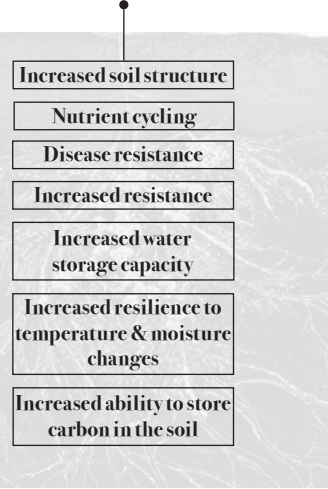 Increased soil structure
Nutrient cycling
Disease resistance
Increased resistance
Increased water
storage capacity
Increased resilience to
temperature & moisture
changes
Increased ability to store
carbon in the soil